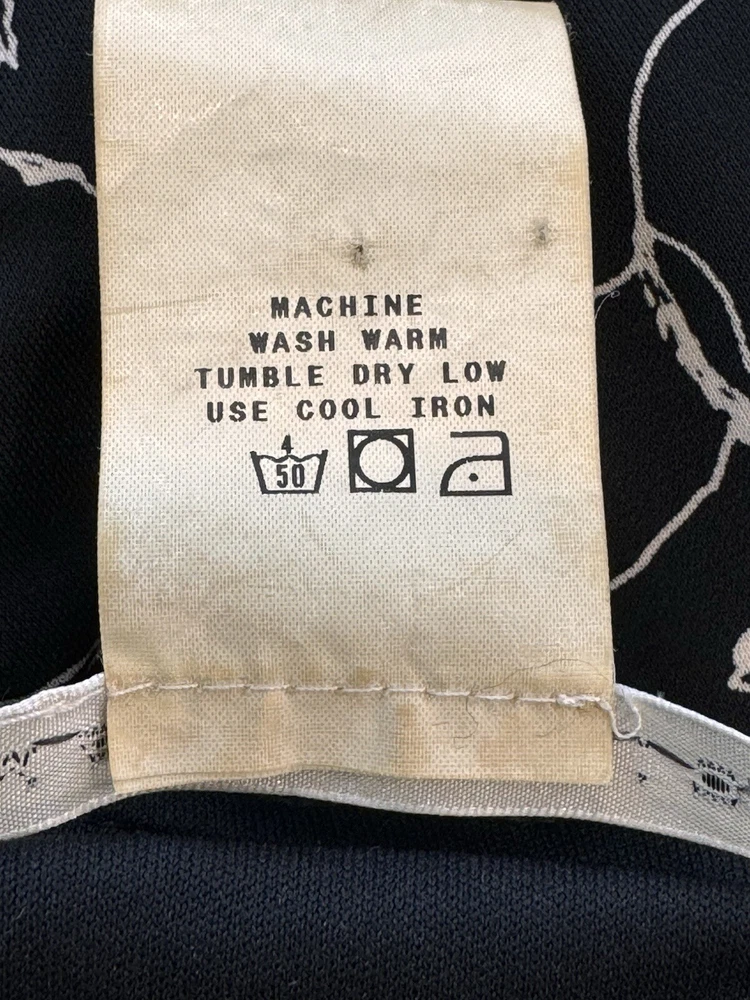 MACHINE
WASH WARM
TUMBLE DRY LOW
USE COOL IRON
4
50